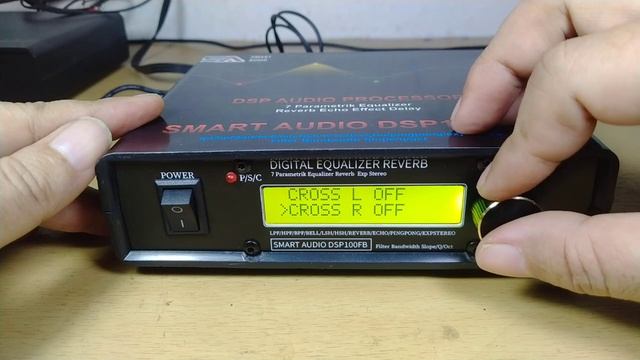 DSP AUDIO PROCESSOR
7 Parametrik Equalizer
Reverb Echo Effect Delay
SMART AUDIO DSP1
DIGITAL EQUALIZER REVERB
7 Parametrik Equalizer Reverb Exp Stereo
POWER
P/S/C
CROSS L OFF
>CROSS R OFF
LPF/HPF/BPF/BELL/LSH/HSH/REVERB/ECHO/PINGPONG/EXPSTEREO
SMART AUDIO DSP100FB
Filter Bandwidth Slope/Q/Oct